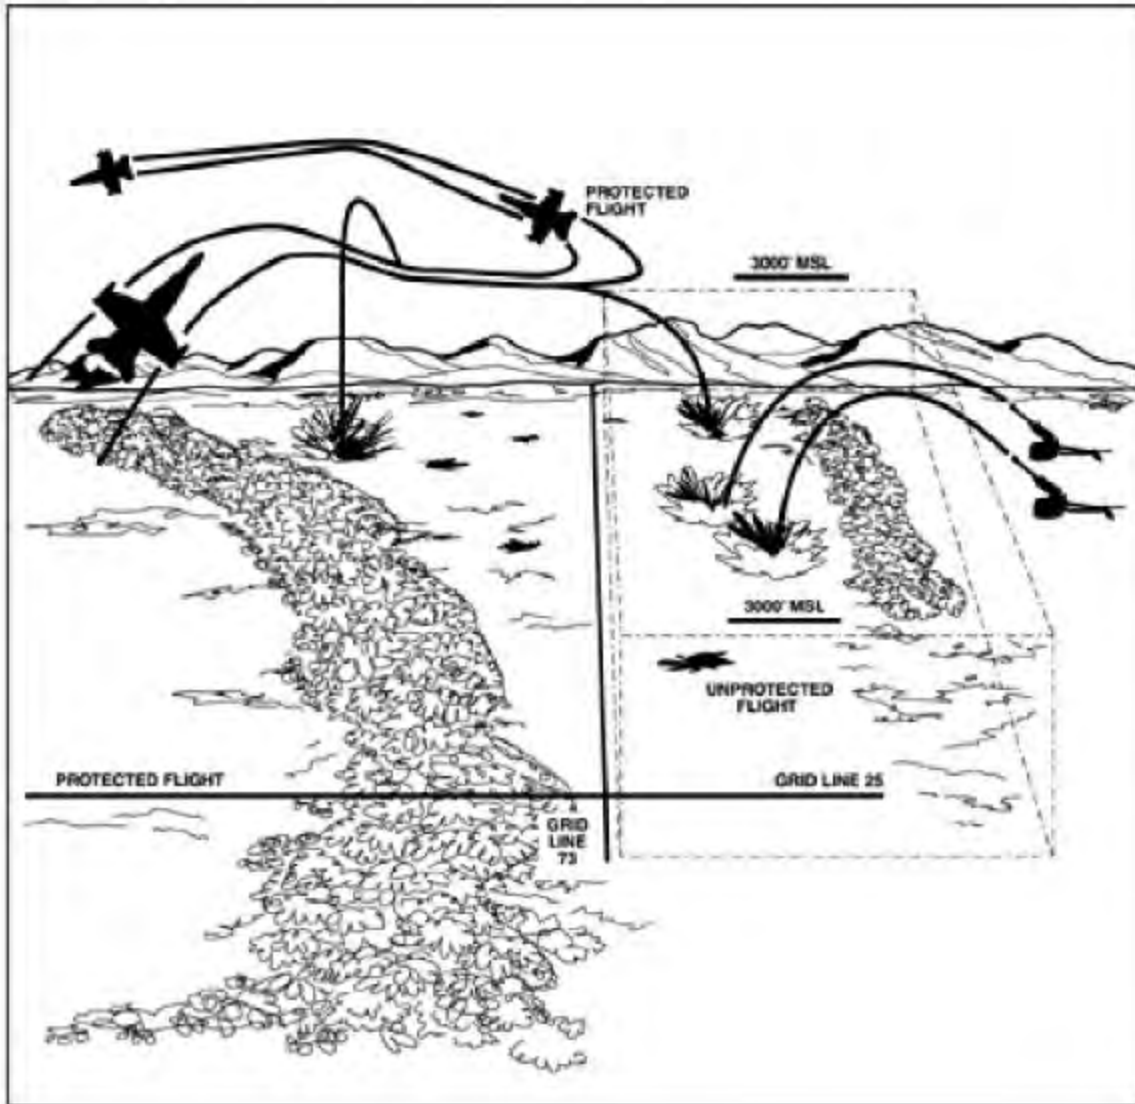 PROTECTED
FLIGHT
3000' MSL
3000' MSL
UNPROTECTED
FLIGHT
PROTECTED FLIGHT
GRID LINE 25
GRID
LINE
73